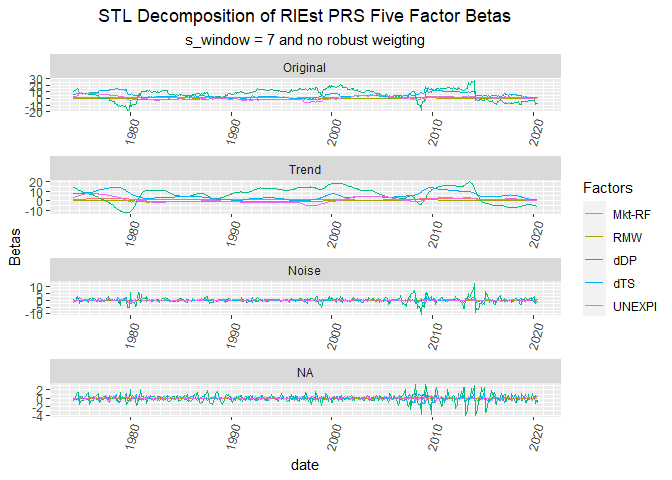 STL Decomposition of RIEst PRS Five Factor Betas
s_window = 7 and no robust weigting
Original
30
20
10
0
-10
-20
1980
1990
2000
2010
2020
Trend
20
10
0
-10
1980
1990
2000
2010
2020
Noise
10
5
0
-5
-10
1980
1990
2000
2010
2020
NA
2
0
-2
-4
1980
1990
2000
2010
2020
date
Betas
Factors
Mkt-RF
RMW
dDP
dTS
UNEXPI